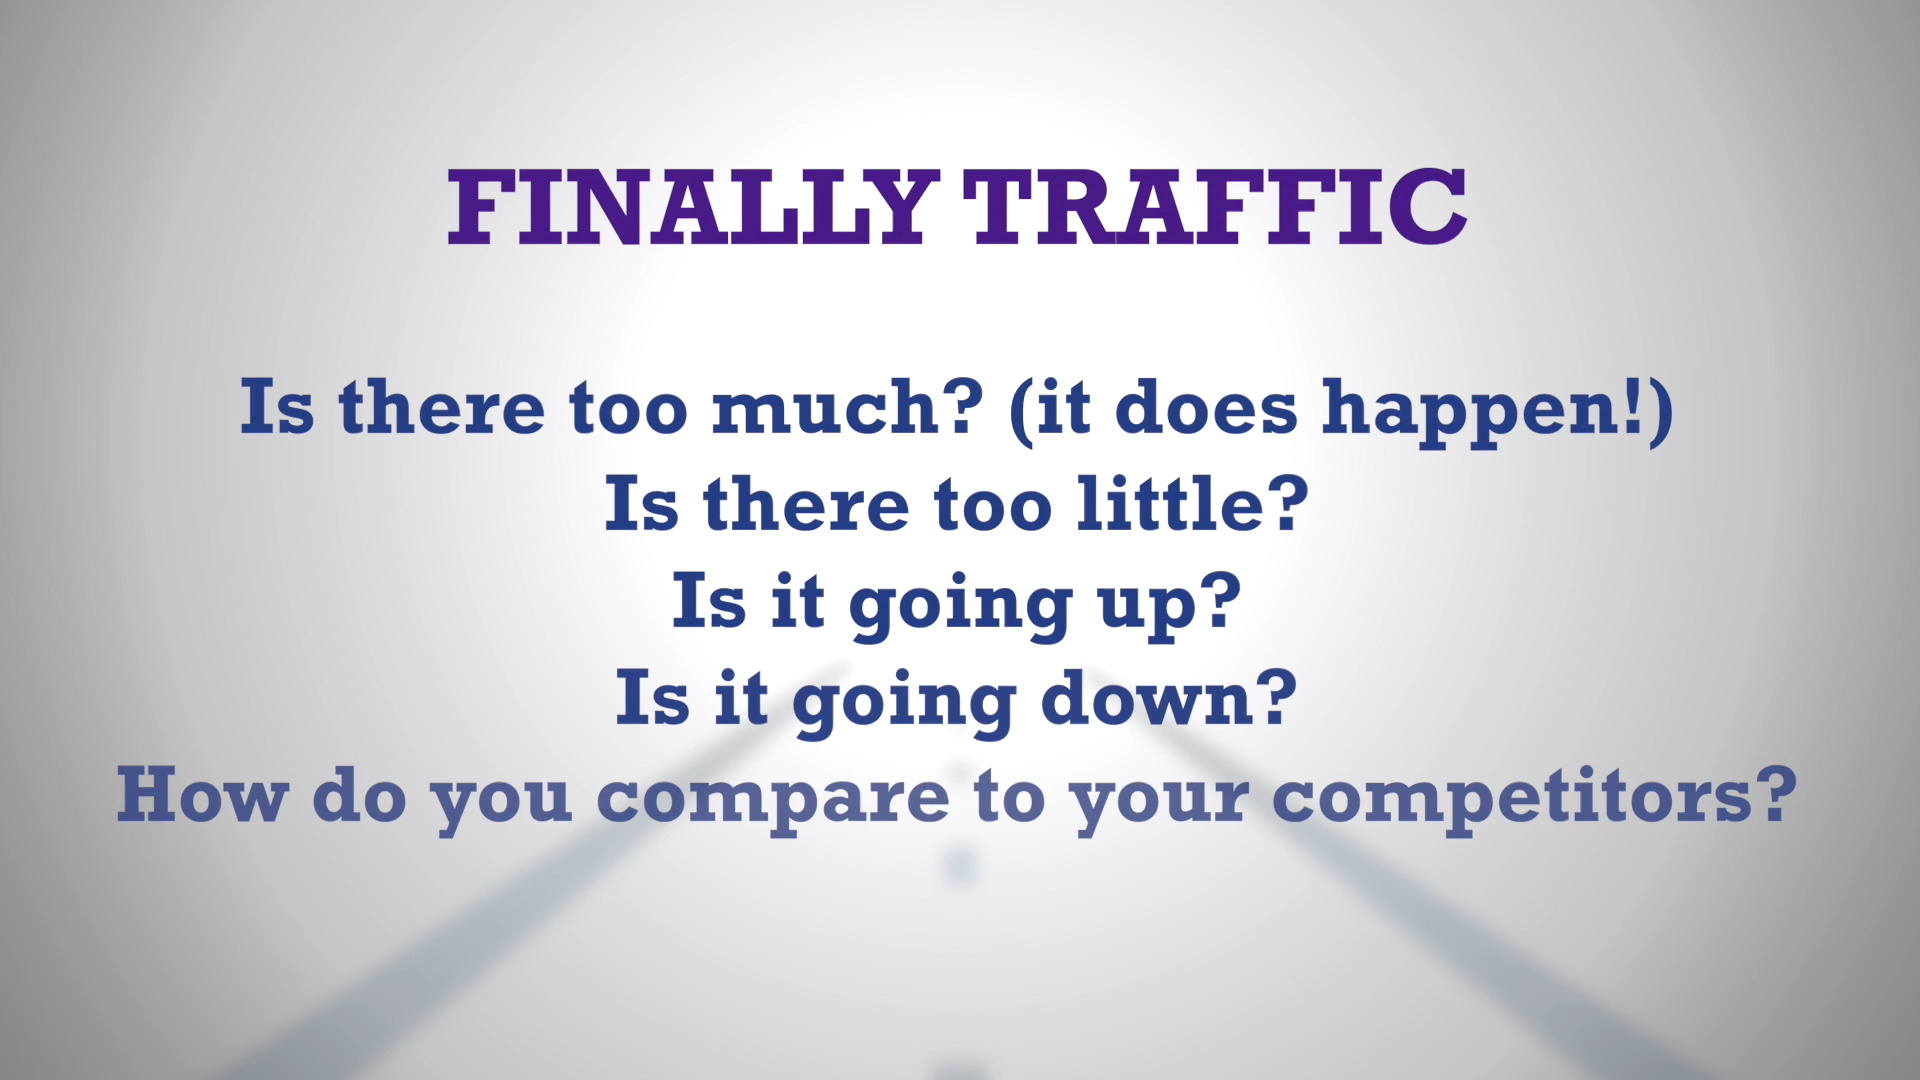 FINALLY TRAFFIC
Is there too much? (it does happen!)
Is there too little?
Is it going up?
Is it going down?
How do you compare to your competitors?